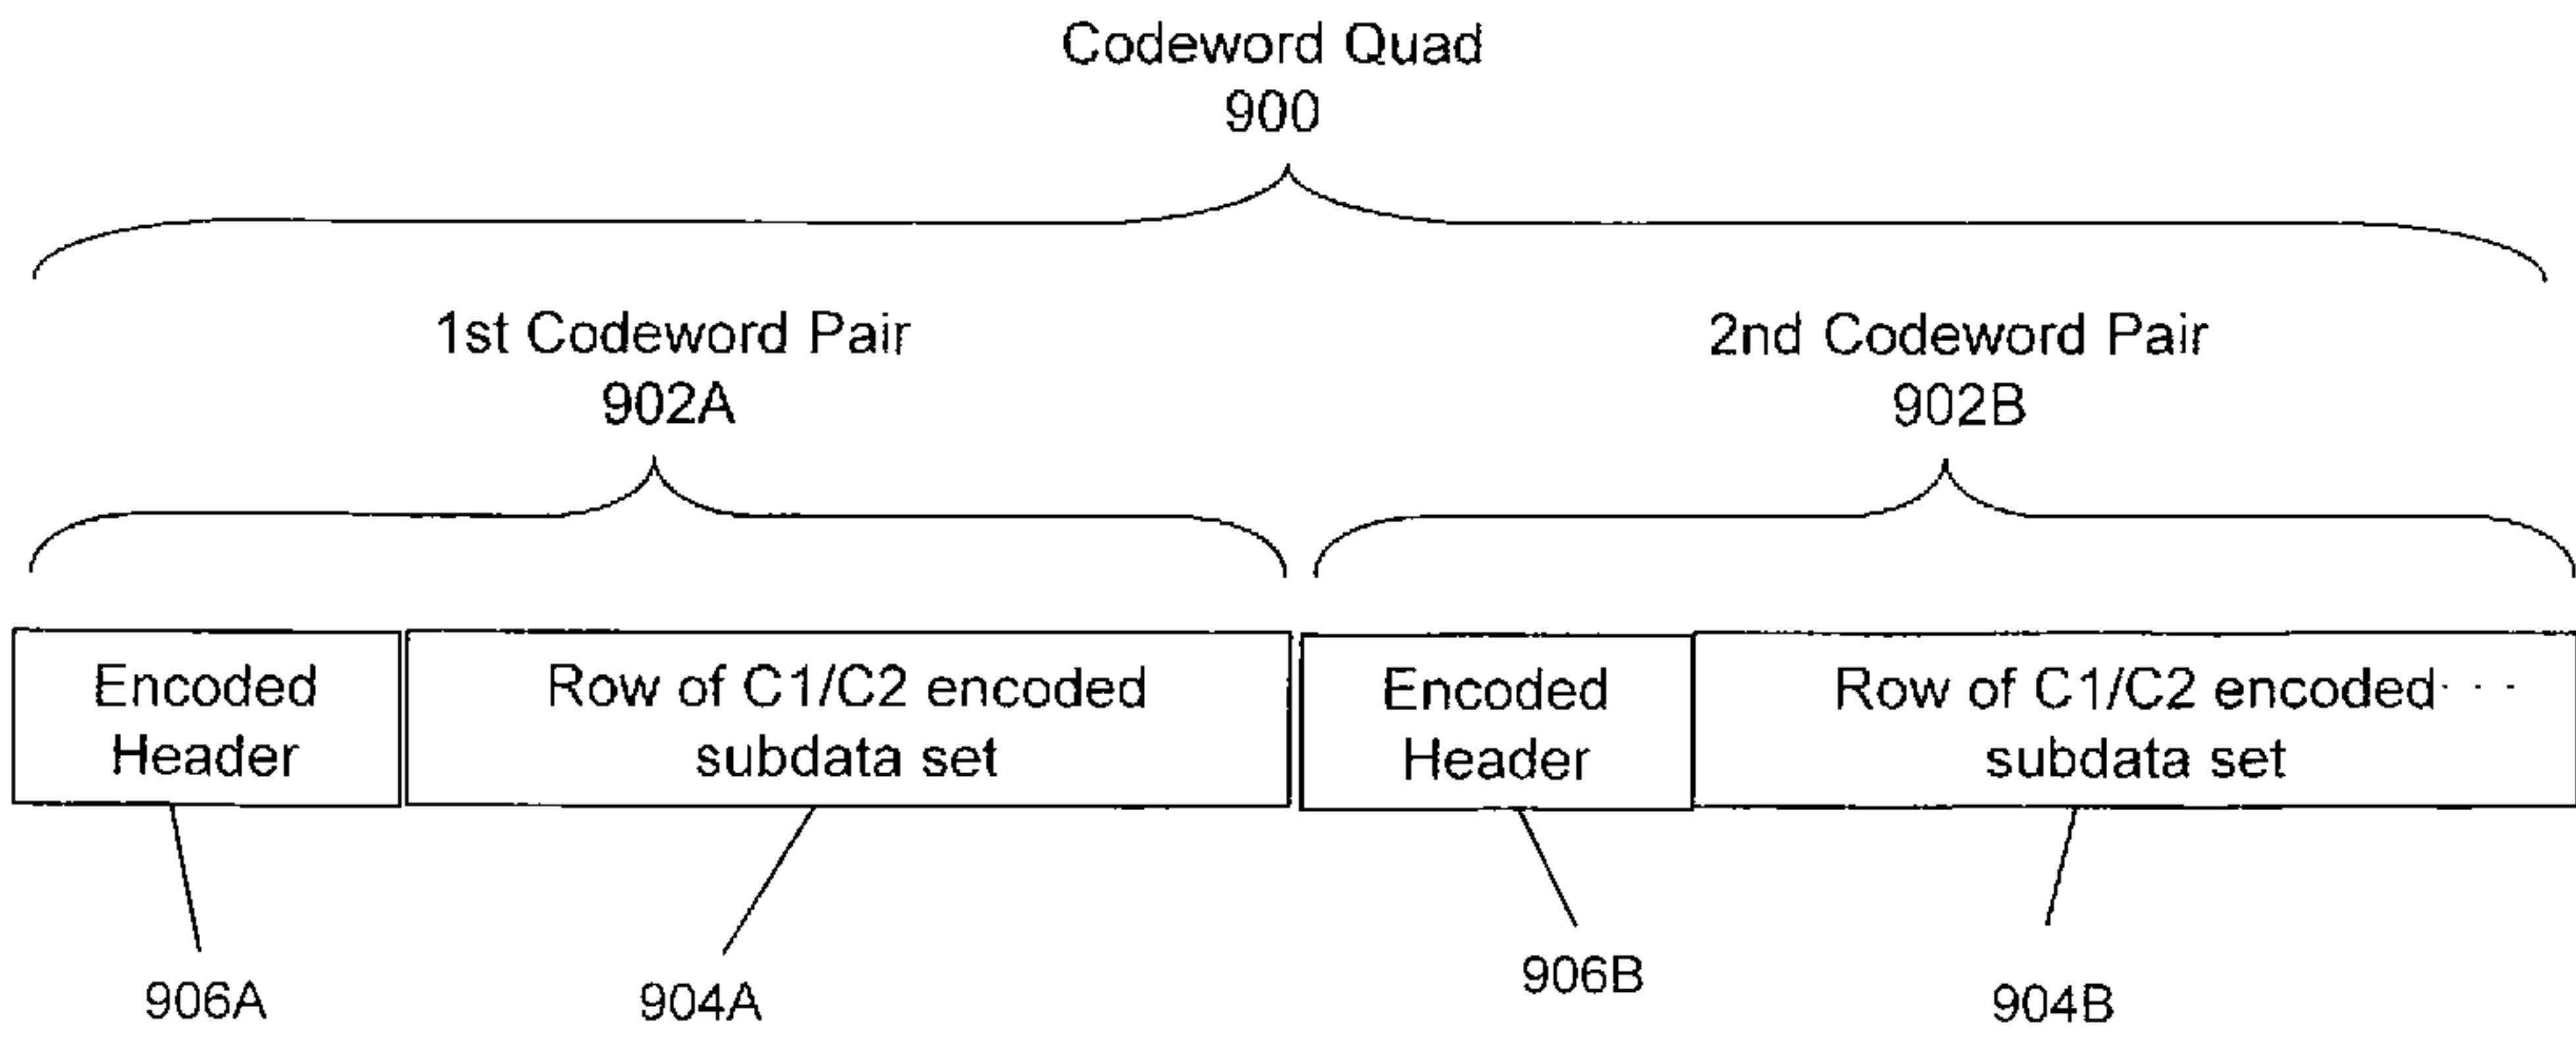 Codeword Quad
900
1st Codeword Pair
902A
2nd Codeword Pair
902B
Encoded
Header
Row of C1/C2 encoded
subdata set
Encoded
Header
Row of C1/C2 encoded
subdata set
906A
904A
906B
904B